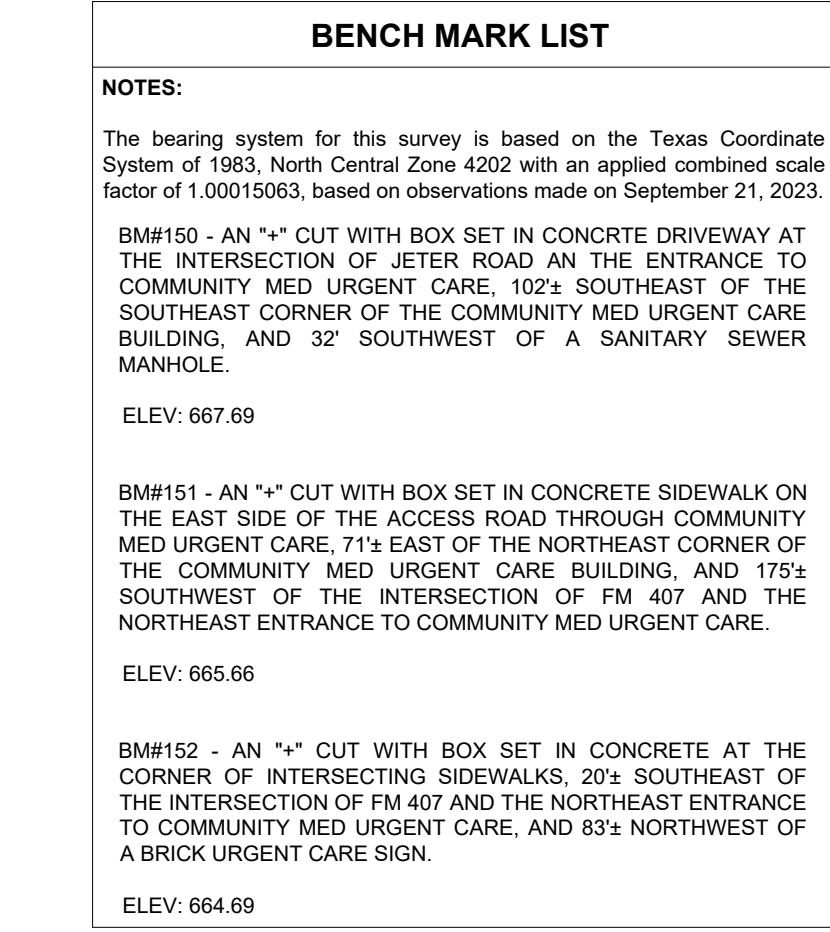 BENCH MARK LIST
NOTES:
The bearing system for this survey is based on the Texas Coordinate
System of 1983, North Central Zone 4202 with an applied combined scale
factor of 1.00015063, based on observations made on September 21, 2023.
BM#150 - AN "+" CUT WITH BOX SET IN CONCRTE DRIVEWAY AT
THE INTERSECTION OF JETER ROAD AN THE ENTRANCE TO
COMMUNITY MED URGENT CARE, 102'± SOUTHEAST OF THE
SOUTHEAST CORNER OF THE COMMUNITY MED URGENT CARE
BUILDING, AND 32' SOUTHWEST OF A SANITARY SEWER
MANHOLE.
ELEV: 667.69
BM#151 - AN "+" CUT WITH BOX SET IN CONCRETE SIDEWALK ON
THE EAST SIDE OF THE ACCESS ROAD THROUGH COMMUNITY
MED URGENT CARE, 71'± EAST OF THE NORTHEAST CORNER OF
THE COMMUNITY MED URGENT CARE BUILDING, AND 175'±
SOUTHWEST OF THE INTERSECTION OF FM 407 AND THE
NORTHEAST ENTRANCE TO COMMUNITY MED URGENT CARE.
ELEV: 665.66
BM#152 - AN "+" CUT WITH BOX SET IN CONCRETE AT THE
CORNER OF INTERSECTING SIDEWALKS, 20'± SOUTHEAST OF
THE INTERSECTION OF FM 407 AND THE NORTHEAST ENTRANCE
TO COMMUNITY MED URGENT CARE, AND 83'± NORTHWEST OF
A BRICK URGENT CARE SIGN.
ELEV: 664.69